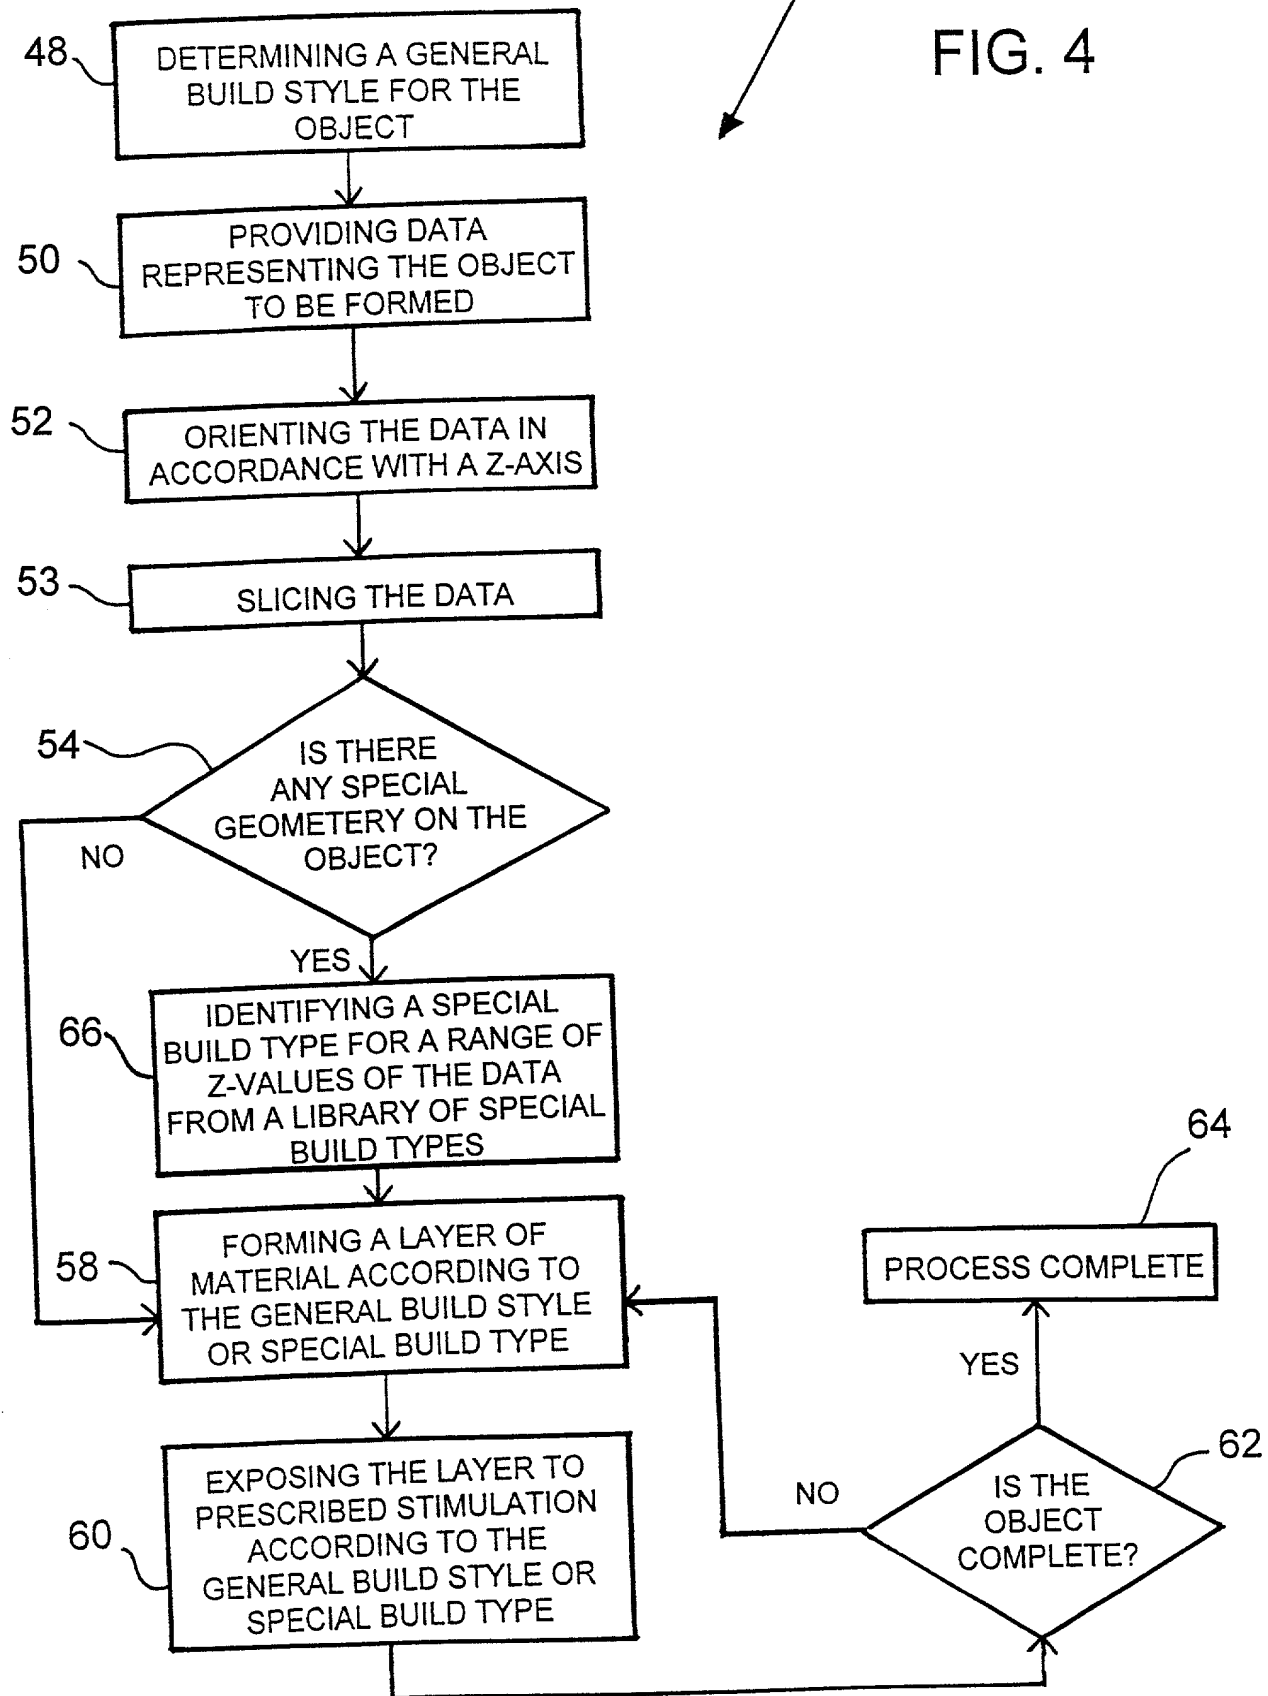 FIG. 4
48
DETERMINING A GENERAL
BUILD STYLE FOR THE
OBJECT
50
PROVIDING DATA
REPRESENTING THE OBJECT
TO BE FORMED
52
ORIENTING THE DATA IN
ACCORDANCE WITH A Z-AXIS
53
SLICING THE DATA
54
IS THERE
ANY SPECIAL
GEOMETERY ON THE
OBJECT?
NO
YES
66
IDENTIFYING A SPECIAL
BUILD TYPE FOR A RANGE OF
Z-VALUES OF THE DATA
FROM A LIBRARY OF SPECIAL
BUILD TYPES
58
FORMING A LAYER OF
MATERIAL ACCORDING TO
THE GENERAL BUILD STYLE
OR SPECIAL BUILD TYPE
60
EXPOSING THE LAYER TO
PRESCRIBED STIMULATION
ACCORDING TO THE
GENERAL BUILD STYLE OR
SPECIAL BUILD TYPE
64
PROCESS COMPLETE
YES
62
NO
IS THE
OBJECT
COMPLETE?